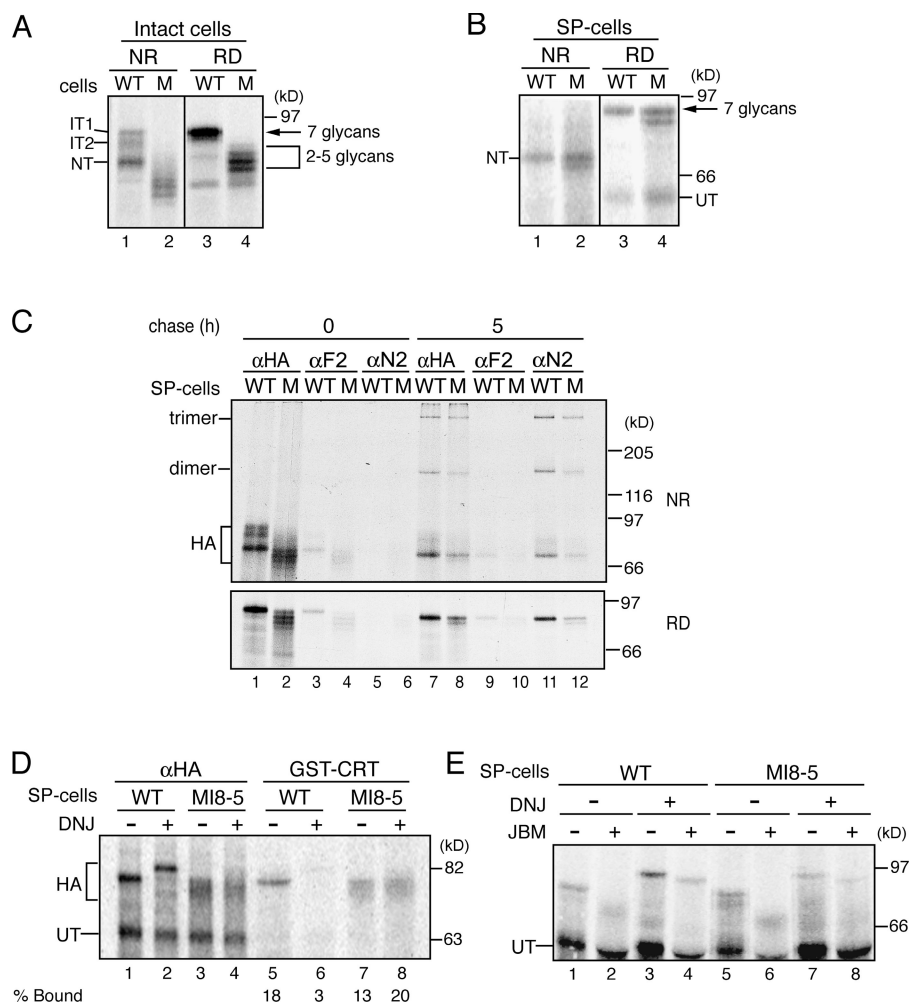 A
Intact cells
NR RD
cells WT M WT M
(kD)
97
IT1
IT2
NT
7 glycans
2-5 glycans
1 2 3 4
B
SP-cells
NR RD
WT M WT M (kD)
97
7 glycans
NT
66
UT
1 2 3 4
C
chase (h) 0 5
αHA αF2 αN2 αHA αF2 αN2
SP-cells WT M WT M WT M WT M WT M WT M
trimer
(kD)
205
dimer
116
NR
97
HA
66
97
RD
66
1 2 3 4 5 6 7 8 9 10 11 12
D
αHA GST-CRT
SP-cells WT MI8-5 WT MI8-5
DNJ - + - + - + - +
(kD)
82
HA
UT
63
1 2 3 4 5 6 7 8
% Bound 18 3 13 20
E
SP-cells WT MI8-5
DNJ - + - +
JBM - + - + - + - + (kD)
97
66
UT
1 2 3 4 5 6 7 8